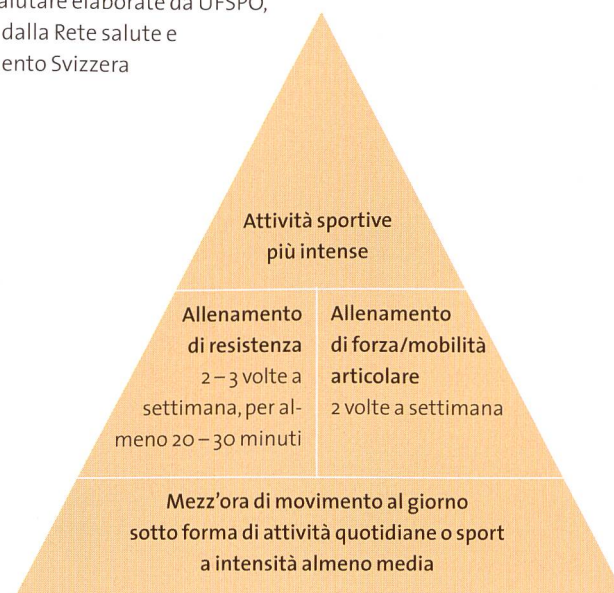 alutare elaborate da UFSPO,
dalla Rete salute e
ento Svizzera
Attività sportive
più intense
Allenamento
di resistenza
2 – 3 volte a
settimana, per al-
meno 20 – 30 minuti
Allenamento
di forza/mobilità
articolare
2 volte a settimana
Mezz'ora di movimento al giorno
sotto forma di attività quotidiane o sport
a intensità almeno media